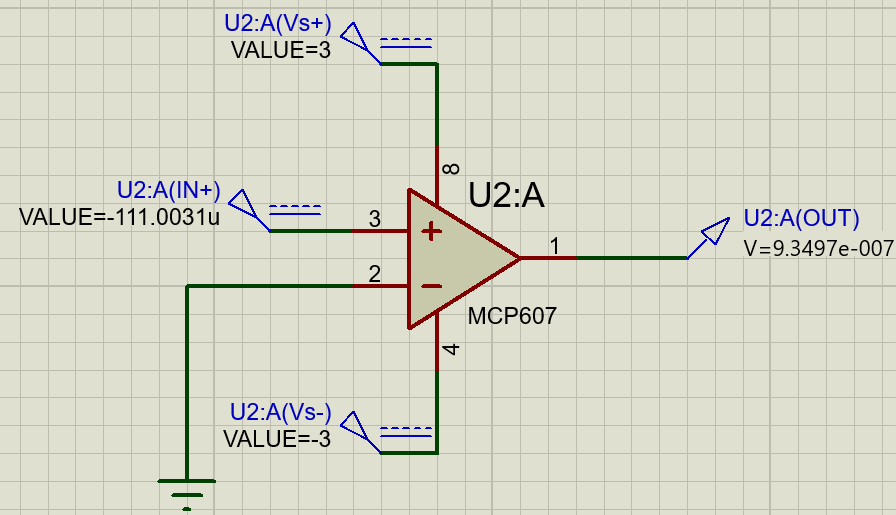 U2:A(Vs+)
VALUE=3
8
U2:A(IN+)
VALUE=-111.0031u
3
U2:A
+
1
U2:A(OUT)
V=9.3497e-007
2
−
MCP607
4
U2:A(Vs-)
VALUE=-3